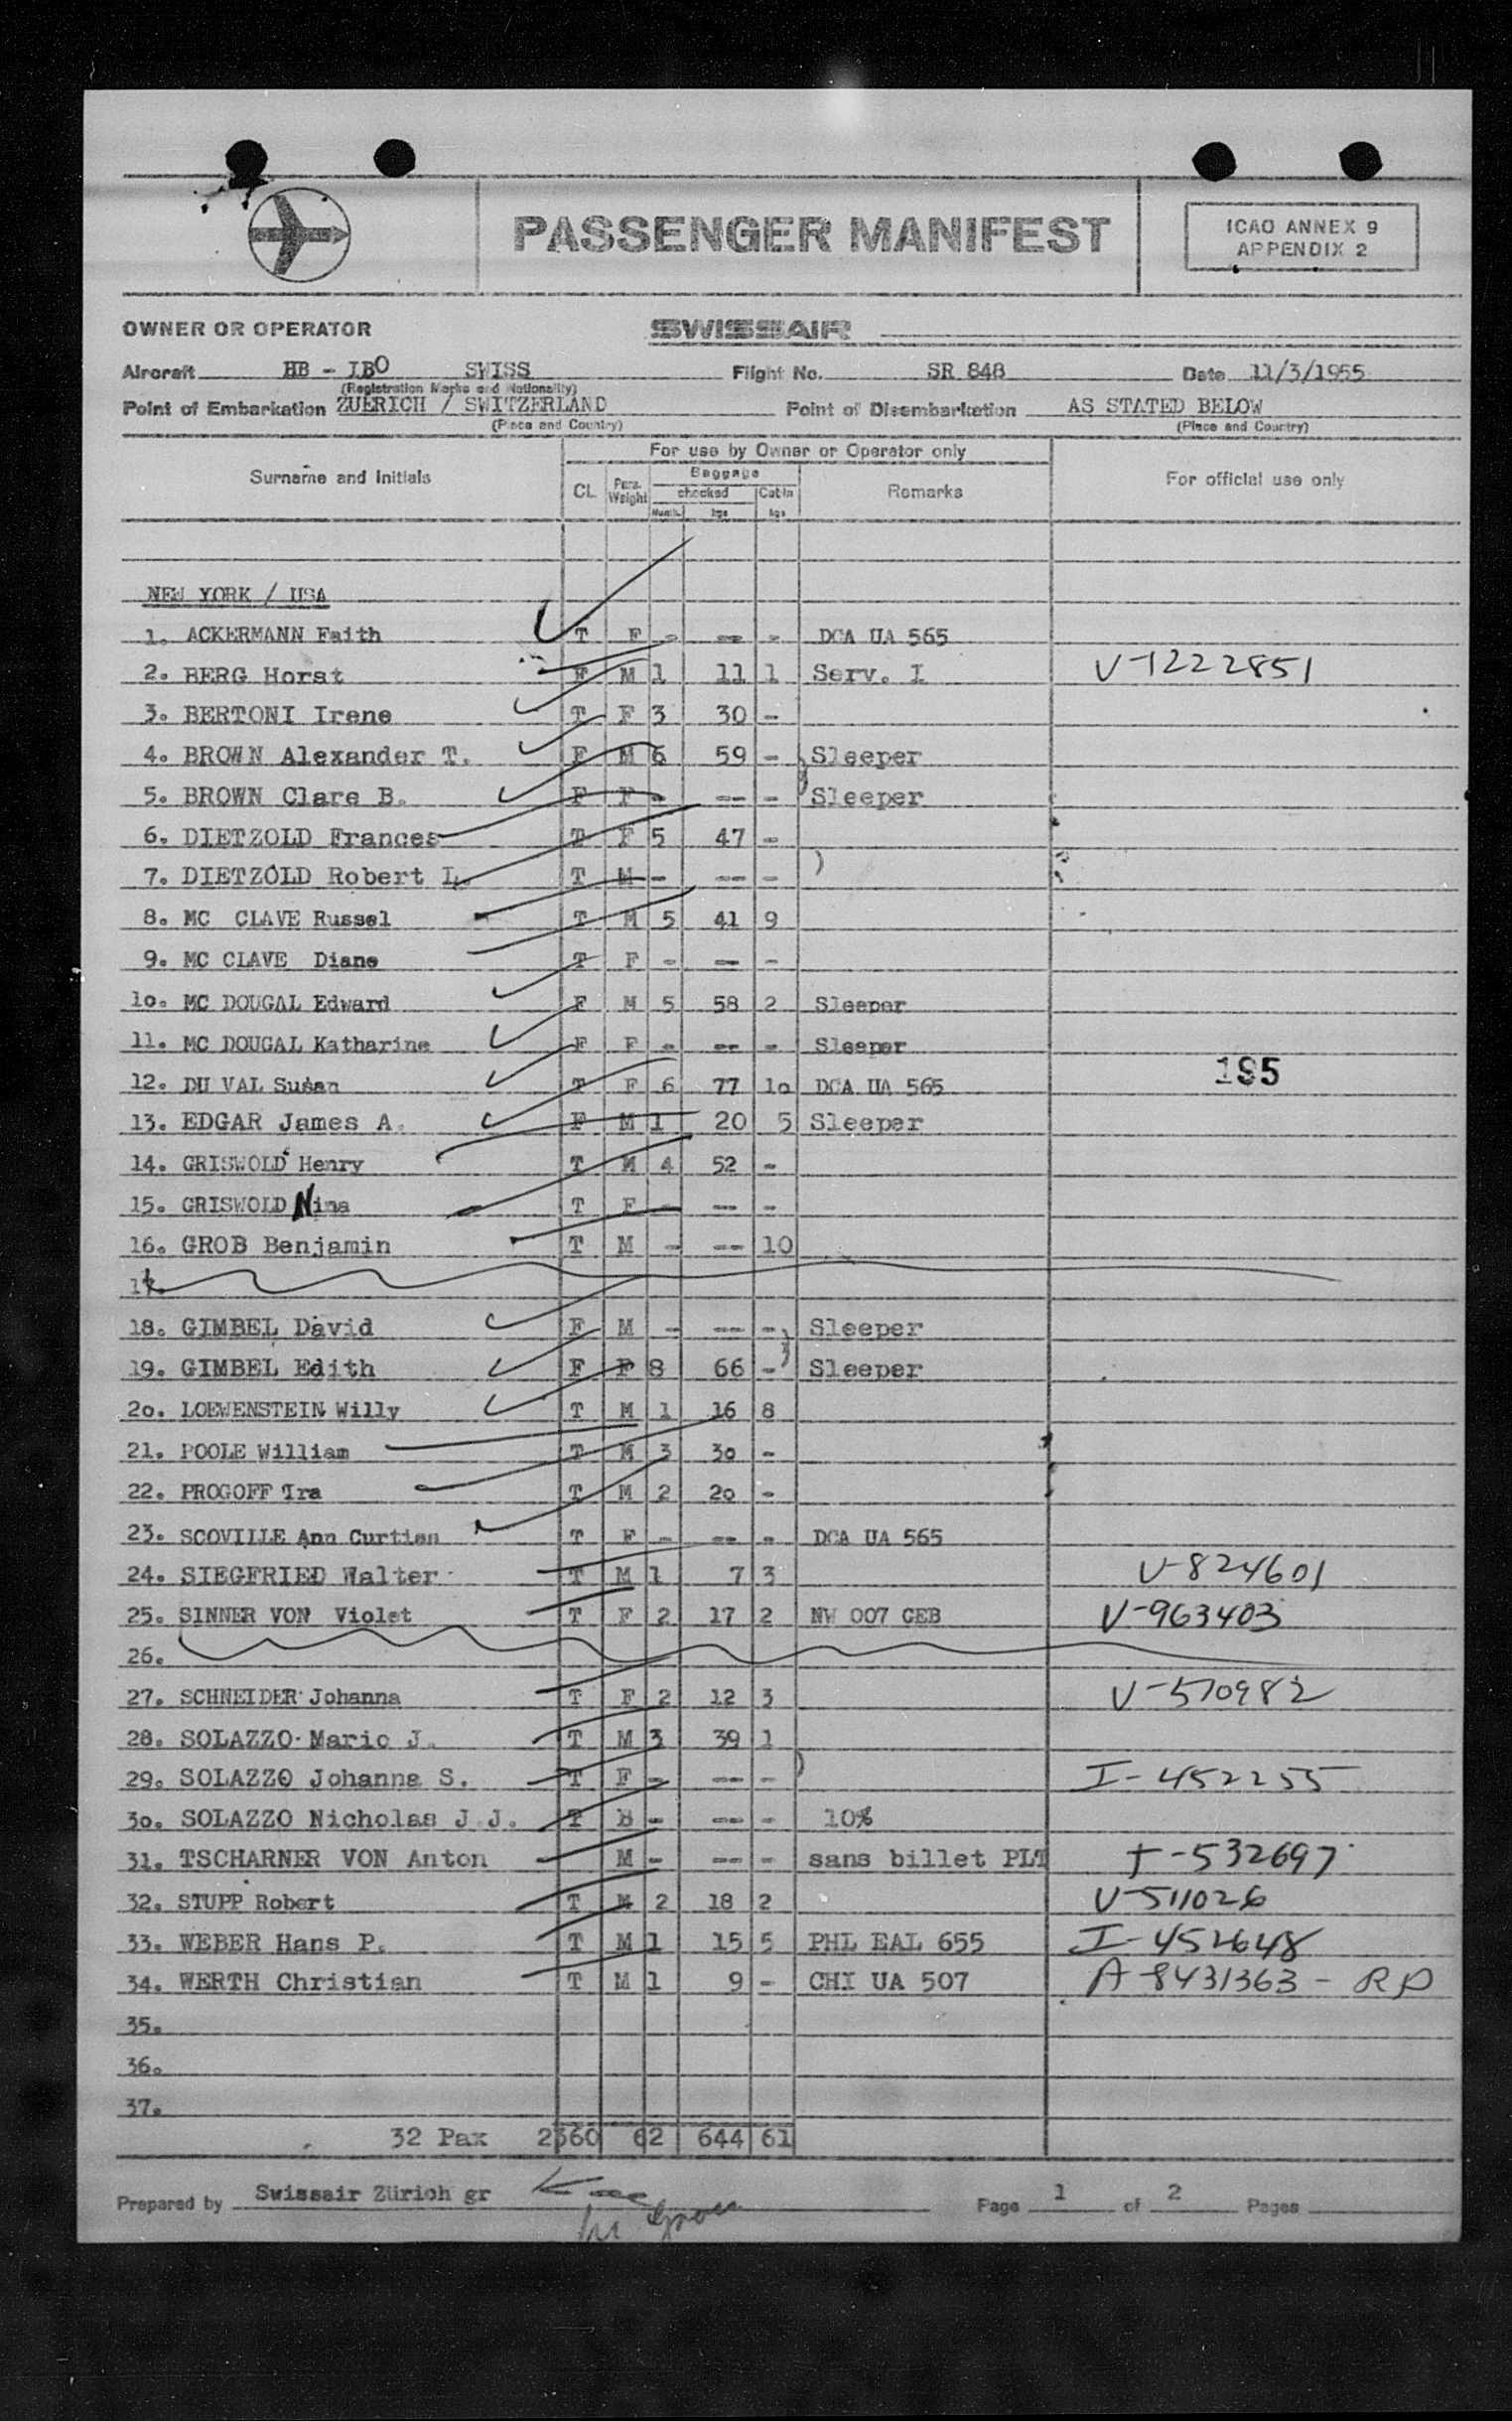 PASSENGER MANIFEST
ICAO ANNEX 9
APPENDIX 2
OWNER OR OPERATOR SWISSAIR
Aircraft HB - IBO SWISS Flight No. SR 848 Date 11/3/1955
(Registration Marks and Nationality)
Point of Embarkation ZUERICH / SWITZERLAND Point of Disembarkation AS STATED BELOW
(Place and Country) (Place and Country)
For use by Owner or Operator only
Surname and Initials CL. Pass. Weight Baggage Remarks For official use only
checked Cabin
Numb. kgs kgs
NEW YORK / USA
1. ACKERMANN Faith T F - -- - DCA UA 565
2. BERG Horst F M 1 11 1 Serv. I V-1222851
3. BERTONI Irene T F 3 30 -
4. BROWN Alexander T. F M 6 59 - ) Sleeper
5. BROWN Clare B. F F - -- - ) Sleeper
6. DIETZOLD Frances T F 5 47 -
7. DIETZOLD Robert L. T M - -- - )
8. MC CLAVE Russel T M 5 41 9
9. MC CLAVE Diane T F - -- -
10. MC DOUGAL Edward F M 5 58 2 Sleeper
11. MC DOUGAL Katharine F F - -- - Sleeper
12. DU VAL Susan T F 6 77 10 DCA UA 565 195
13. EDGAR James A. F M 1 20 5 Sleeper
14. GRISWOLD Henry T M 4 52 -
15. GRISWOLD Nina T F - -- -
16. GROB Benjamin T M - -- 10
17.
18. GIMBEL David F M - -- - ) Sleeper
19. GIMBEL Edith F F 8 66 - ) Sleeper
20. LOEWENSTEIN Willy T M 1 16 8
21. POOLE William T M 3 30 -
22. PROGOFF Ira T M 2 20 -
23. SCOVILLE Ann Curtisn T F - -- - DCA UA 565
24. SIEGFRIED Walter T M 1 7 3 V-824601
25. SINNER VON Violet T F 2 17 2 NW 007 GEB V-963403
26.
27. SCHNEIDER Johanna T F 2 12 3 V-570982
28. SOLAZZO Mario J. T M 3 39 1
29. SOLAZZO Johanna S. T F - -- - ) I-452255
30. SOLAZZO Nicholas J.J. T B - -- - 10%
31. TSCHARNER VON Anton M - -- - sans billet PLT T-532697
32. STUPP Robert T M 2 18 2 V-511026
33. WEBER Hans P. T M 1 15 5 PHL EAL 655 I-452648
34. WERTH Christian T M 1 9 - CHI UA 507 A-8431363 - RP
35.
36.
37.
32 Pax 2360 62 644 61
Prepared by Swissair Zürich gr Page 1 of 2 Pages